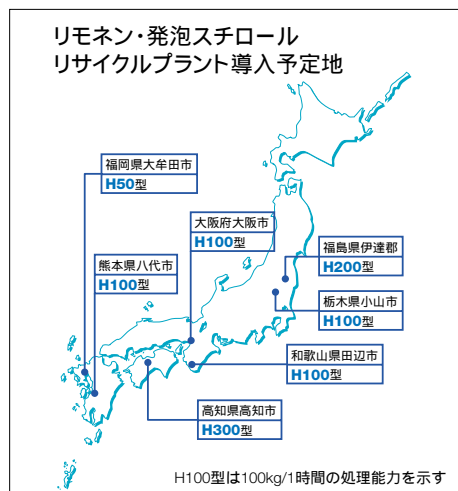 リモネン・発泡スチロール
リサイクルプラント導入予定地
福岡県大牟田市
H50型
大阪府大阪市
H100型
福島県伊達郡
H200型
熊本県八代市
H100型
栃木県小山市
H100型
和歌山県田辺市
H100型
高知県高知市
H300型
H100型は100kg/1時間の処理能力を示す